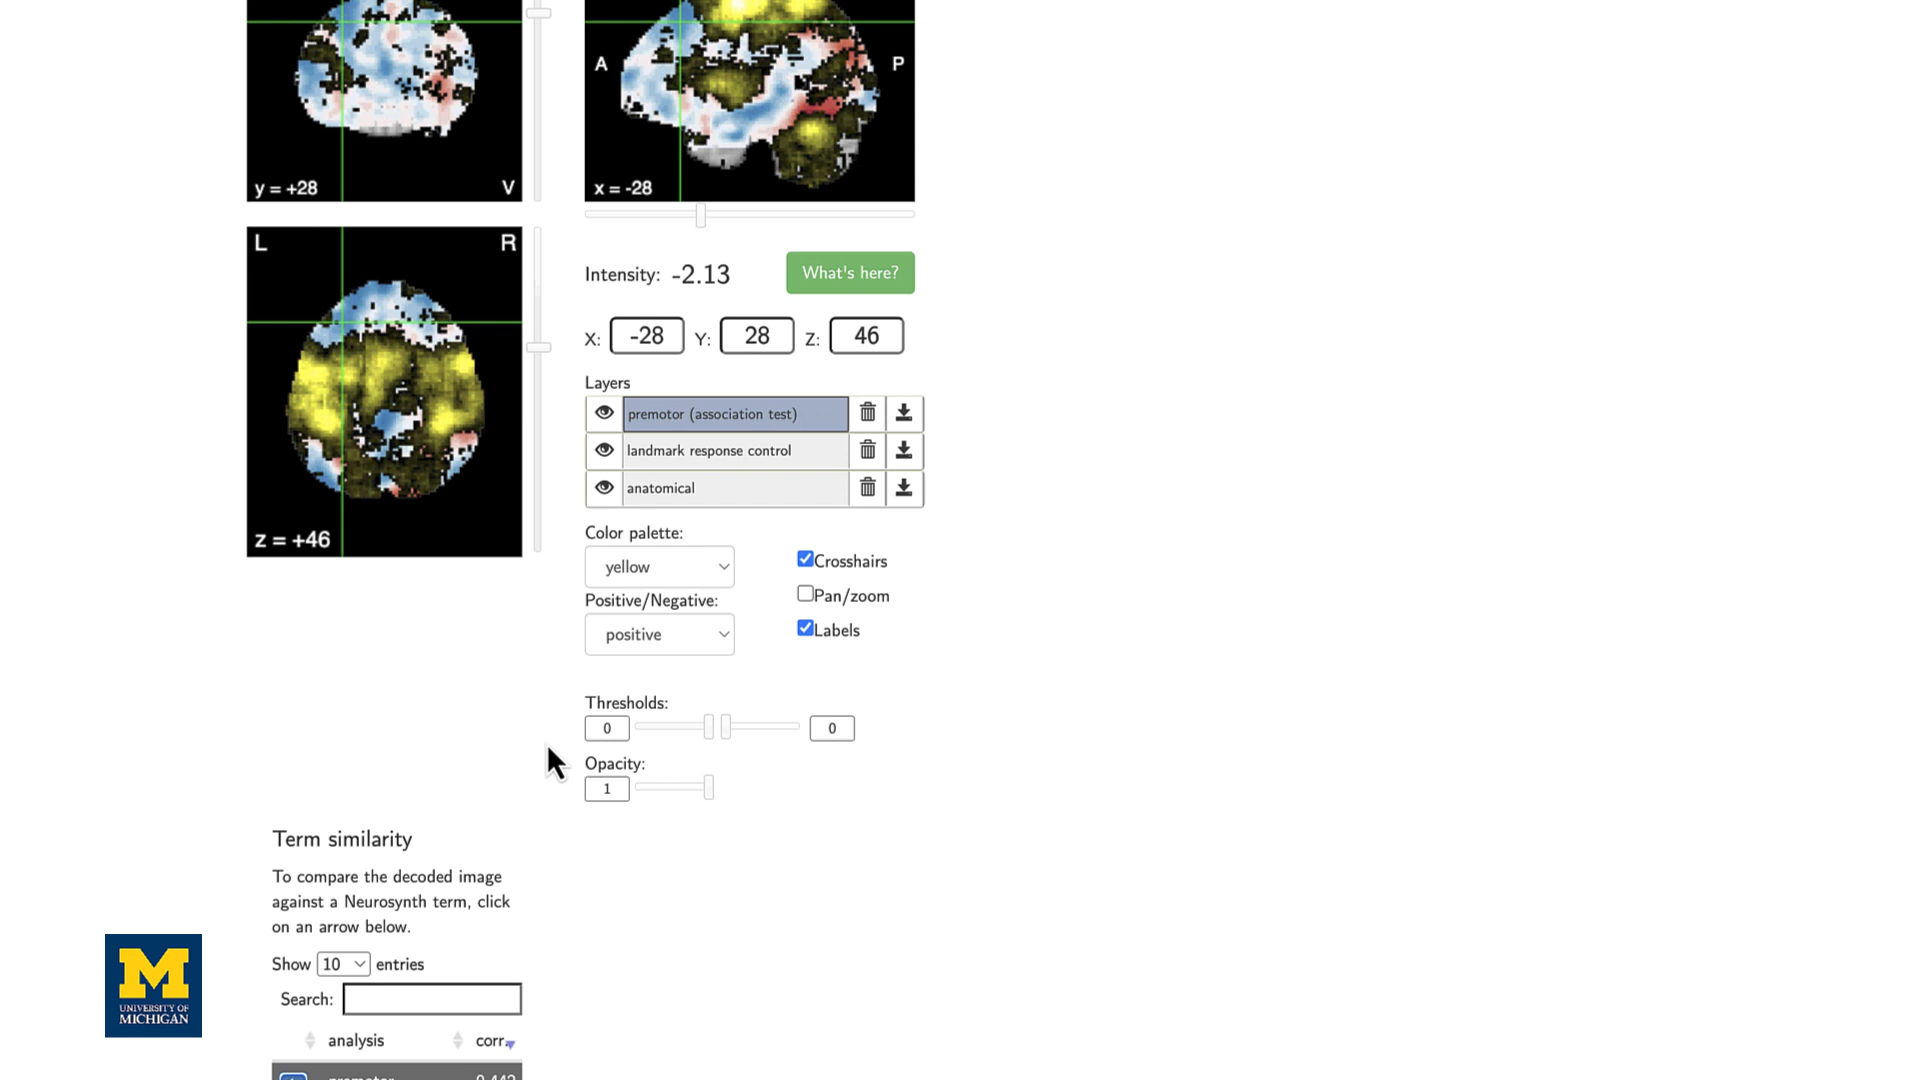 A
P
y = +28
V
x = -28
L
R
z = +46
Intensity: -2.13
What's here?
X: -28 Y: 28 Z: 46
Layers
premotor (association test)
landmark response control
anatomical
Color palette:
yellow
Crosshairs
Positive/Negative:
Pan/zoom
positive
Labels
Thresholds:
0
0
Opacity:
1
Term similarity
To compare the decoded image
against a Neurosynth term, click
on an arrow below.
Show 10 entries
Search:
analysis
corr.
premotor
0.442
M
UNIVERSITY OF
MICHIGAN